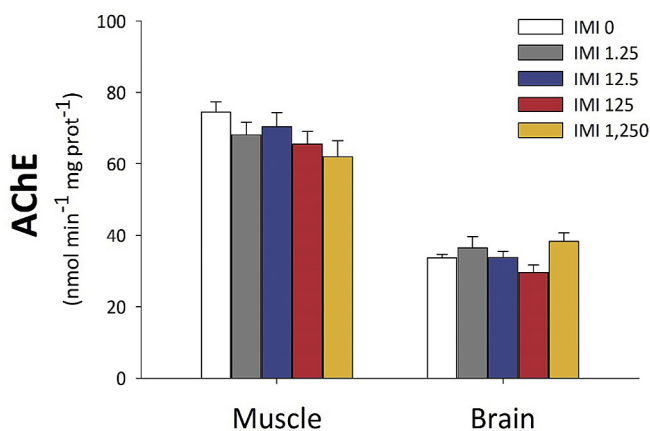 AChE
(nmol min⁻¹ mg prot⁻¹)
100
80
60
40
20
0
IMI 0
IMI 1.25
IMI 12.5
IMI 125
IMI 1,250
Muscle
Brain